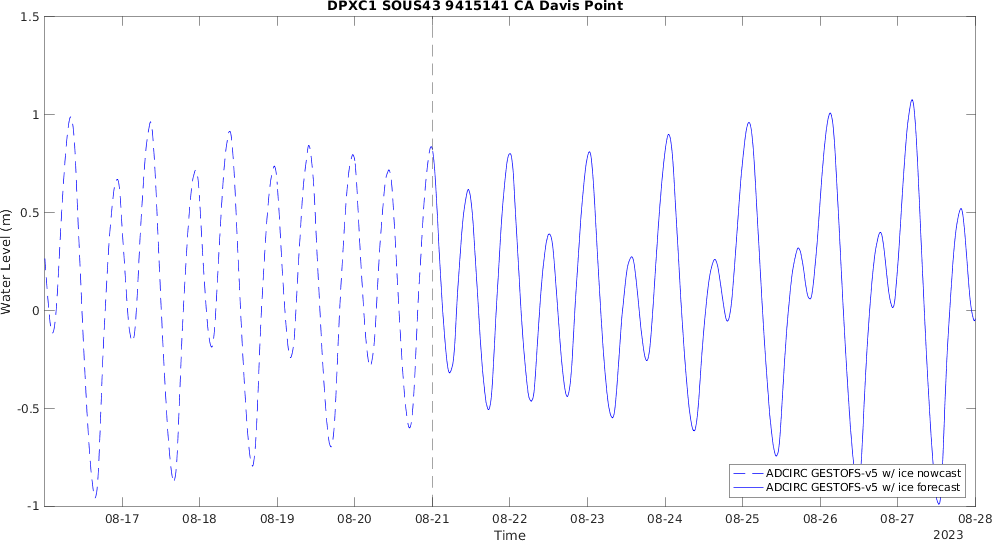 DPXC1 SOUS43 9415141 CA Davis Point
1.5
1
0.5
0
-0.5
-1
Water Level (m)
ADCIRC GESTOFS-v5 w/ ice nowcast
ADCIRC GESTOFS-v5 w/ ice forecast
08-17 08-18 08-19 08-20 08-21 08-22 08-23 08-24 08-25 08-26 08-27 08-28
Time
2023